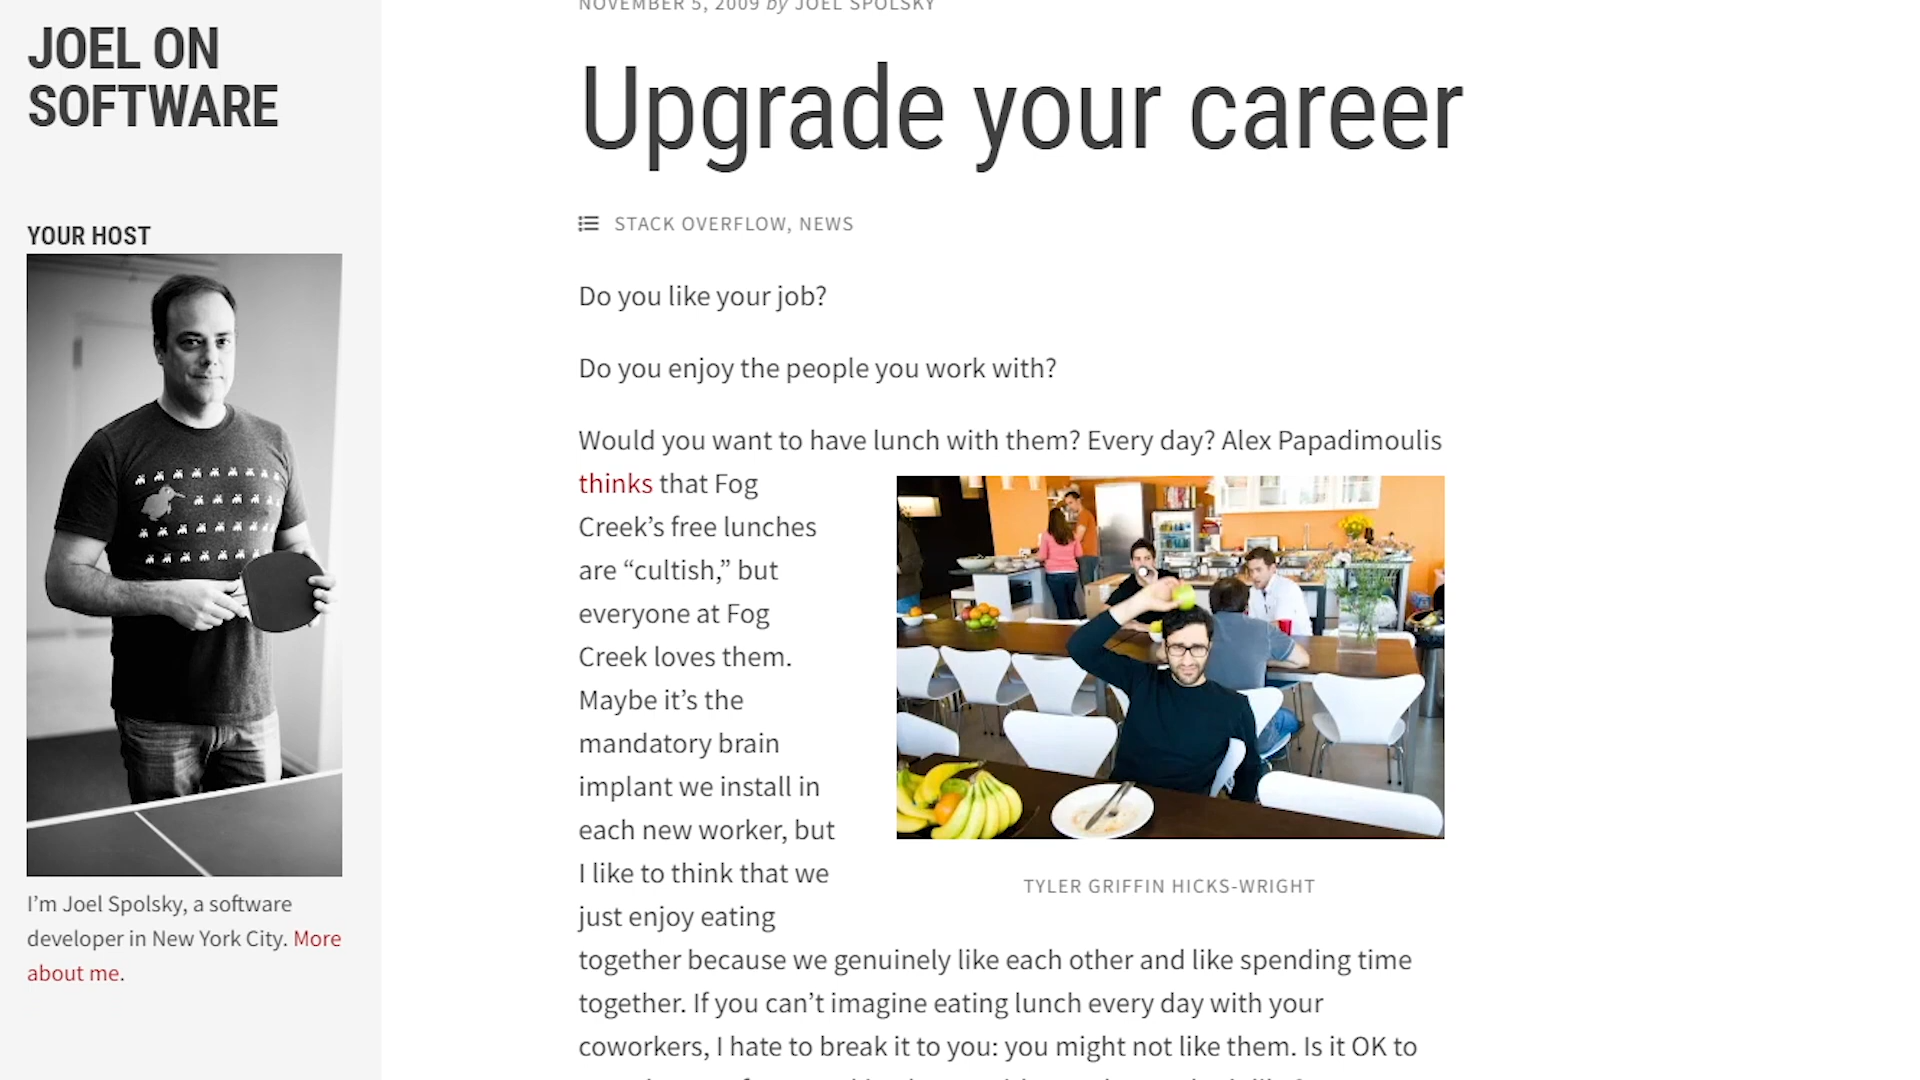 JOEL ON
SOFTWARE
YOUR HOST
I'm Joel Spolsky, a software
developer in New York City. More
about me.
NOVEMBER 5, 2009 by JOEL SPOLSKY
Upgrade your career
STACK OVERFLOW, NEWS
Do you like your job?
Do you enjoy the people you work with?
Would you want to have lunch with them? Every day? Alex Papadimoulis
thinks that Fog
Creek’s free lunches
are “cultish,” but
everyone at Fog
Creek loves them.
Maybe it’s the
mandatory brain
implant we install in
each new worker, but
I like to think that we
just enjoy eating
TYLER GRIFFIN HICKS-WRIGHT
together because we genuinely like each other and like spending time
together. If you can’t imagine eating lunch every day with your
coworkers, I hate to break it to you: you might not like them. Is it OK to